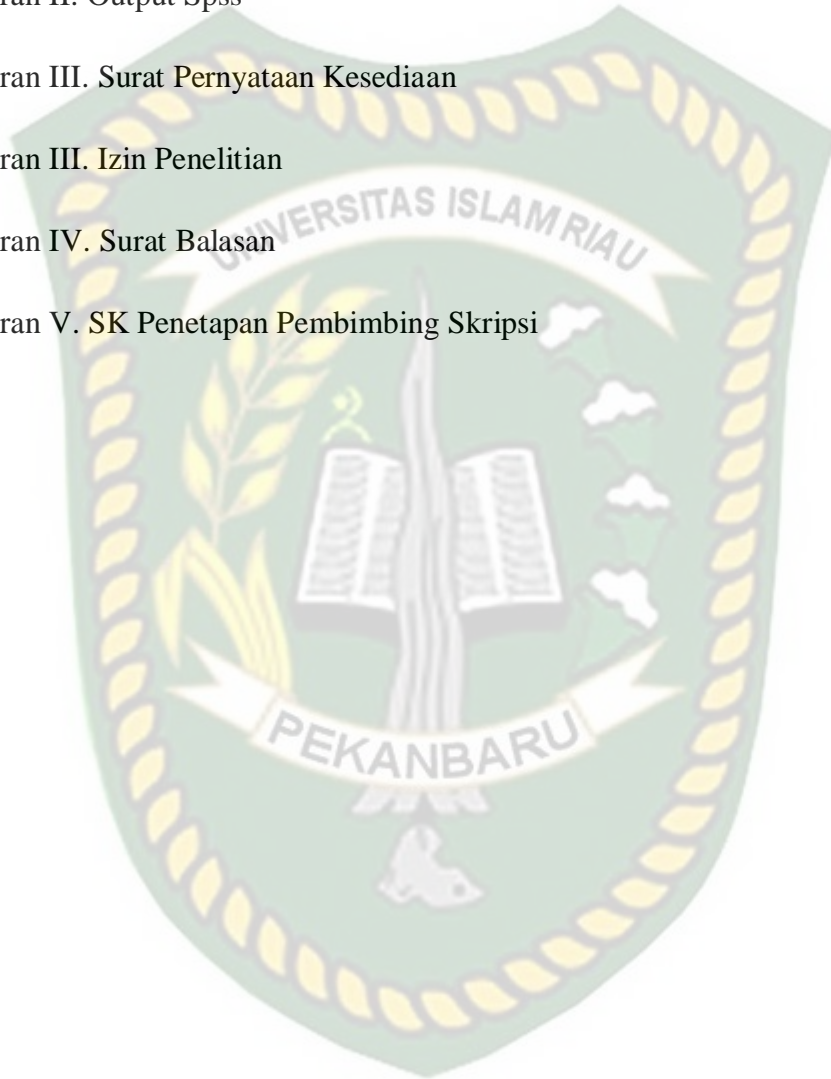 ran II. Output Spss
ran III. Surat Pernyataan Kesediaan
ran III. Izin Penelitian
UNIVERSITAS ISLAM RIAU
ran IV. Surat Balasan
ran V. SK Penetapan Pembimbing Skripsi
PEKANBARU